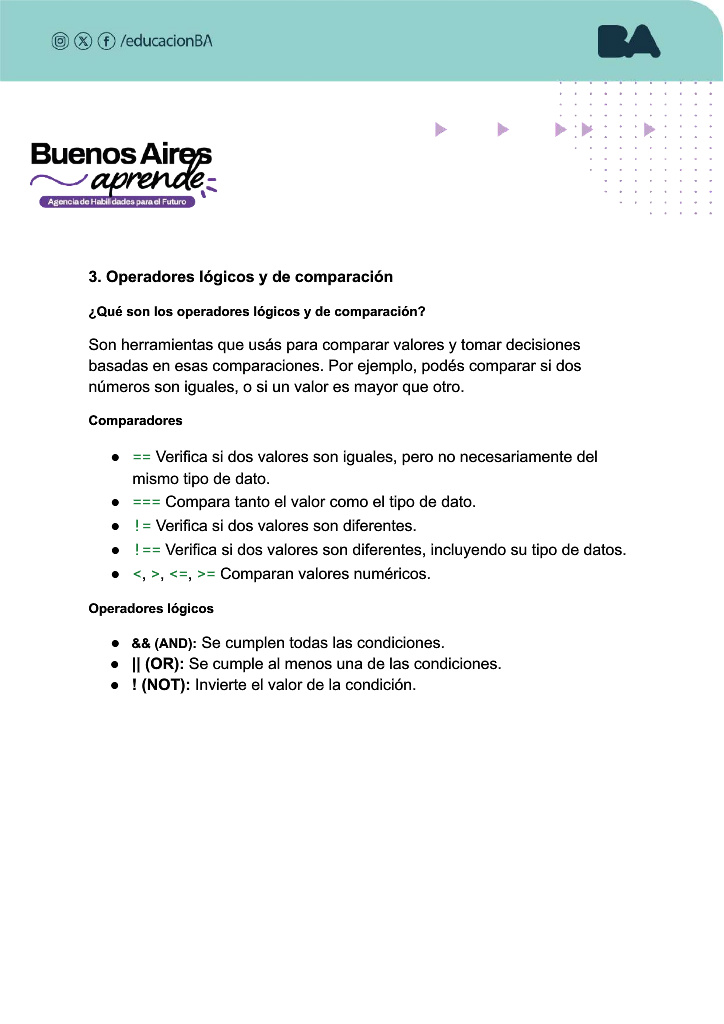 /educacionBA
BA
Buenos Aires
aprende
Agencia de Habilidades para el Futuro
3. Operadores lógicos y de comparación
¿Qué son los operadores lógicos y de comparación?
Son herramientas que usás para comparar valores y tomar decisiones
basadas en esas comparaciones. Por ejemplo, podés comparar si dos
números son iguales, o si un valor es mayor que otro.
Comparadores
● == Verifica si dos valores son iguales, pero no necesariamente del
mismo tipo de dato.
● === Compara tanto el valor como el tipo de dato.
● != Verifica si dos valores son diferentes.
● !== Verifica si dos valores son diferentes, incluyendo su tipo de datos.
● <, >, <=, >= Comparan valores numéricos.
Operadores lógicos
● && (AND): Se cumplen todas las condiciones.
● || (OR): Se cumple al menos una de las condiciones.
● ! (NOT): Invierte el valor de la condición.